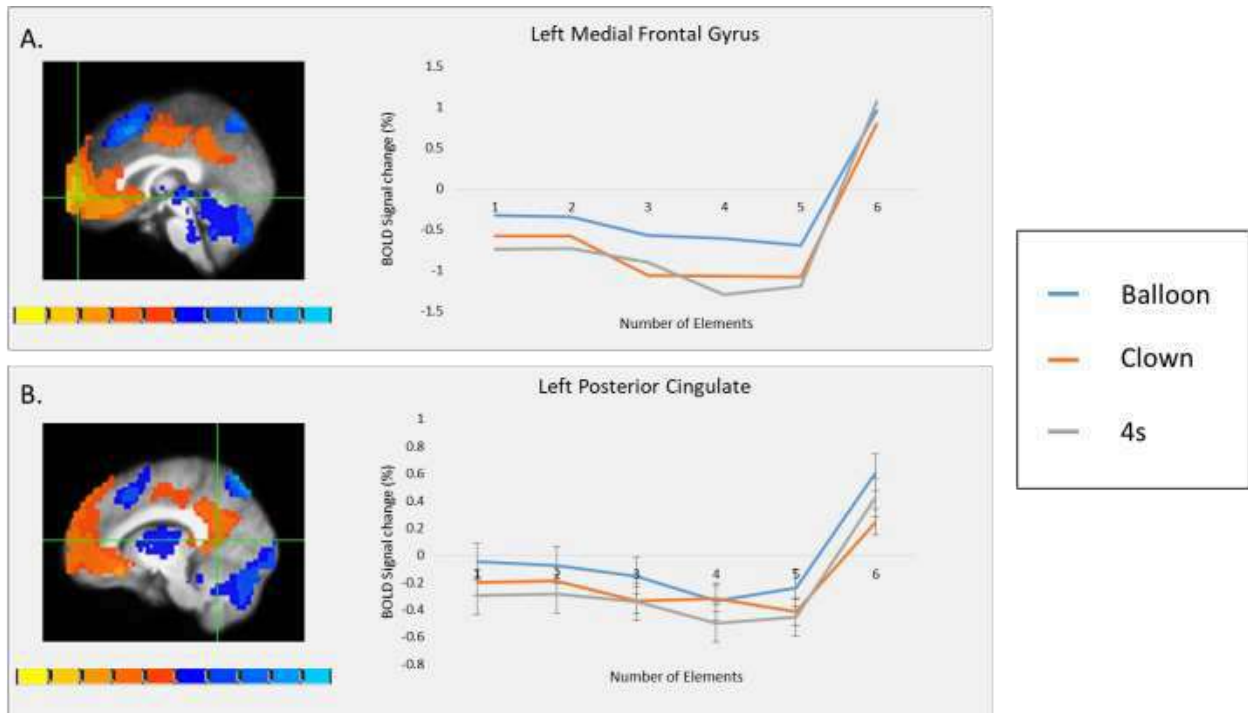 A.
Left Medial Frontal Gyrus
BOLD Signal change (%)
1.5
1
0.5
0
-0.5
-1
-1.5
1 2 3 4 5 6
Number of Elements
B.
Left Posterior Cingulate
BOLD Signal change (%)
1
0.8
0.6
0.4
0.2
0
-0.2
-0.4
-0.6
-0.8
1 2 3 4 5 6
Number of Elements
Balloon
Clown
4s